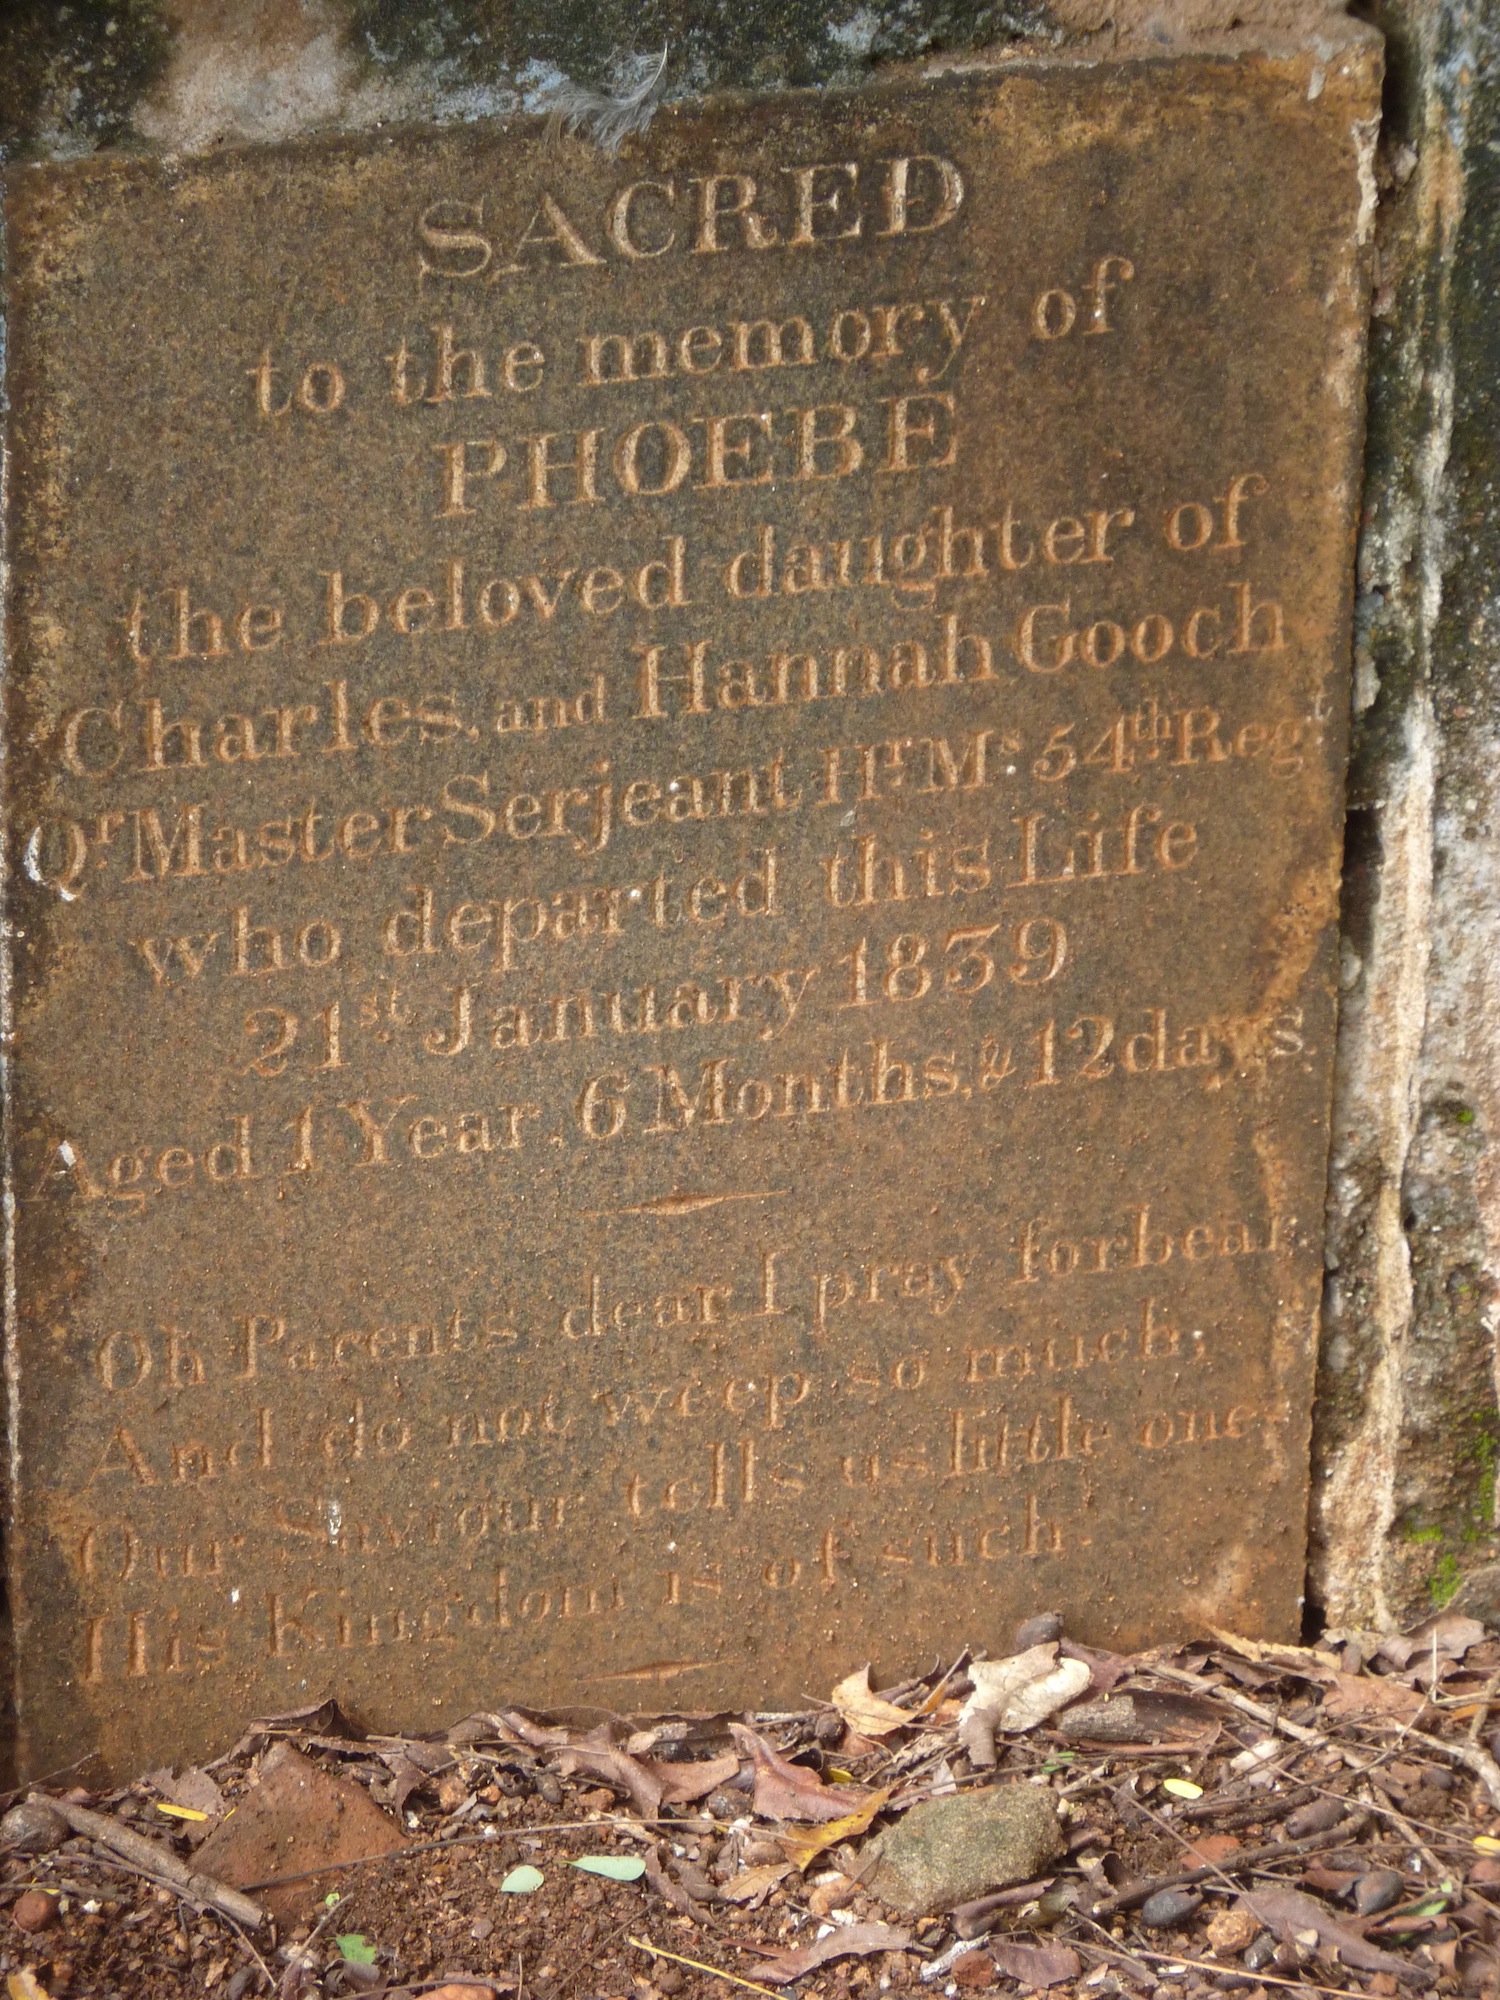 SACRED
to the memory of
PHOEBE
the beloved daughter of
Charles, and Hannah Gooch
Qr Master Serjeant Hr Ms 54th Regt
who departed this Life
21st January 1839
Aged 1 Year, 6 Months, & 12 days.
Oh Parents dear I pray forbear
And do not weep so much;
Our Saviour tells us little ones
His Kingdom is of such.